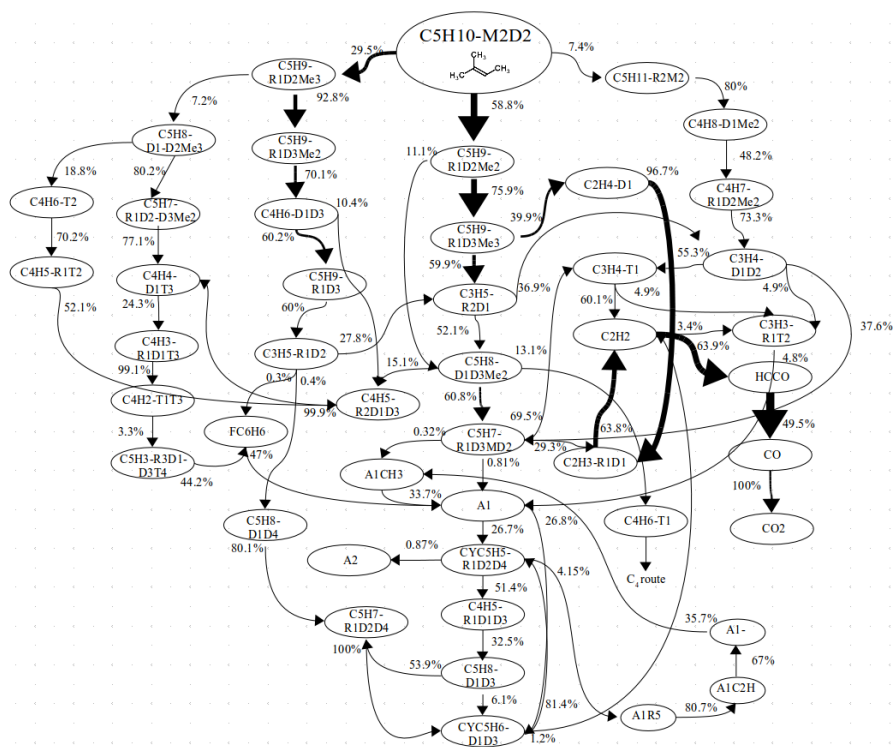 C5H10-M2D2
CH3
H3C
CH3
29.5%
7.4%
C5H9-
R1D2Me3
C5H11-R2M2
92.8%
58.8%
80%
7.2%
C5H8-
D1-D2Me3
C4H8-D1Me2
C5H9-
R1D3Me2
11.1%
C5H9-
R1D2Me2
96.7%
48.2%
18.8%
80.2%
70.1%
75.9%
C2H4-D1
C4H6-T2
C5H7-
R1D2-D3Me2
C4H6-D1D3
10.4%
39.9%
C4H7-
R1D2Me2
70.2%
77.1%
60.2%
C5H9-
R1D3Me3
73.3%
C4H5-R1T2
C4H4-
D1T3
C5H9-
R1D3
59.9%
C3H4-T1
55.3%
C3H4-
D1D2
52.1%
24.3%
60%
C3H5-
R2D1
36.9%
60.1%
4.9%
4.9%
C4H3-
R1D1T3
C3H5-R1D2
27.8%
52.1%
C2H2
3.4%
63.9%
C3H3-
R1T2
37.6%
99.1%
0.3%
0.4%
15.1%
C5H8-
D1D3Me2
13.1%
4.8%
HCCO
C4H2-T1T3
99.9%
C4H5-
R2D1D3
60.8%
3.3%
FC6H6
0.32%
C5H7-
R1D3MD2
69.5%
63.8%
49.5%
C5H3-R3D1-
D3T4
44.2%
47%
A1CH3
0.81%
29.3%
C2H3-R1D1
CO
33.7%
A1
26.8%
100%
C5H8-
D1D4
C4H6-T1
CO2
80.1%
26.7%
A2
0.87%
CYC5H5-
R1D2D4
4.15%
C4 route
51.4%
C5H7-
R1D2D4
C4H5-
R1D1D3
35.7%
A1-
100%
32.5%
67%
53.9%
C5H8-
D1D3
A1C2H
6.1%
81.4%
A1R5
80.7%
CYC5H6-
D1D3
1.2%